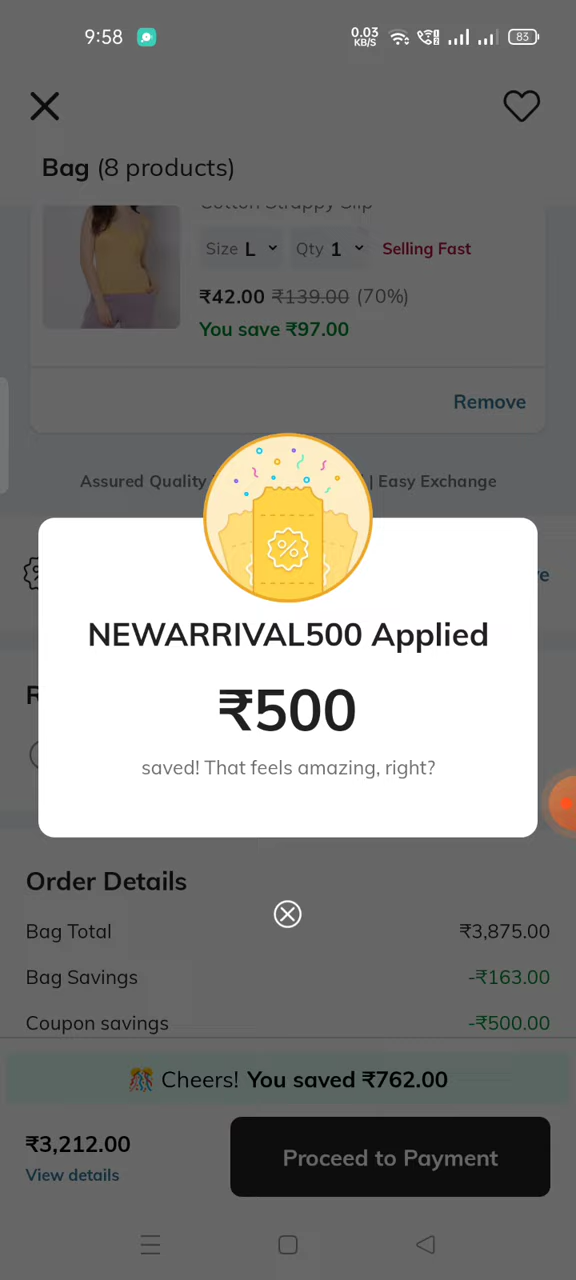 9:58
0.03
KB/S
83
Bag (8 products)
Cotton Strappy Slip
Size L Qty 1 Selling Fast
₹42.00 ₹139.00 (70%)
You save ₹97.00
Remove
Assured Quality | Easy Exchange
NEWARRIVAL500 Applied
₹500
saved! That feels amazing, right?
Order Details
Bag Total ₹3,875.00
Bag Savings -₹163.00
Coupon savings -₹500.00
Cheers! You saved ₹762.00
₹3,212.00
View details
Proceed to Payment